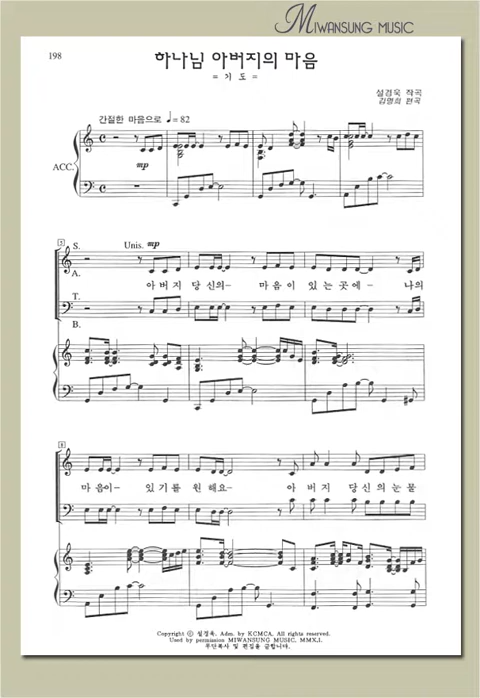 MIWANSUNG MUSIC
198
하나님 아버지의 마음
= 기 도 =
설경욱 작곡
김명희 편곡
간절한 마음으로 ♩= 82
ACC.
mp
5
S.
Unis. mp
A.
아 버 지 당 신의– 마 음 이 있 는 곳 에– 나의
T.
B.
8
마 음이– 있 기 를 원 해요– 아 버 지 당 신 의 눈 물
Copyright ⓒ 설경욱. Adm. by KCMCA. All rights reserved.
Used by permission MIWANSUNG MUSIC, MMX,I.
무단복사 및 편집을 금합니다.